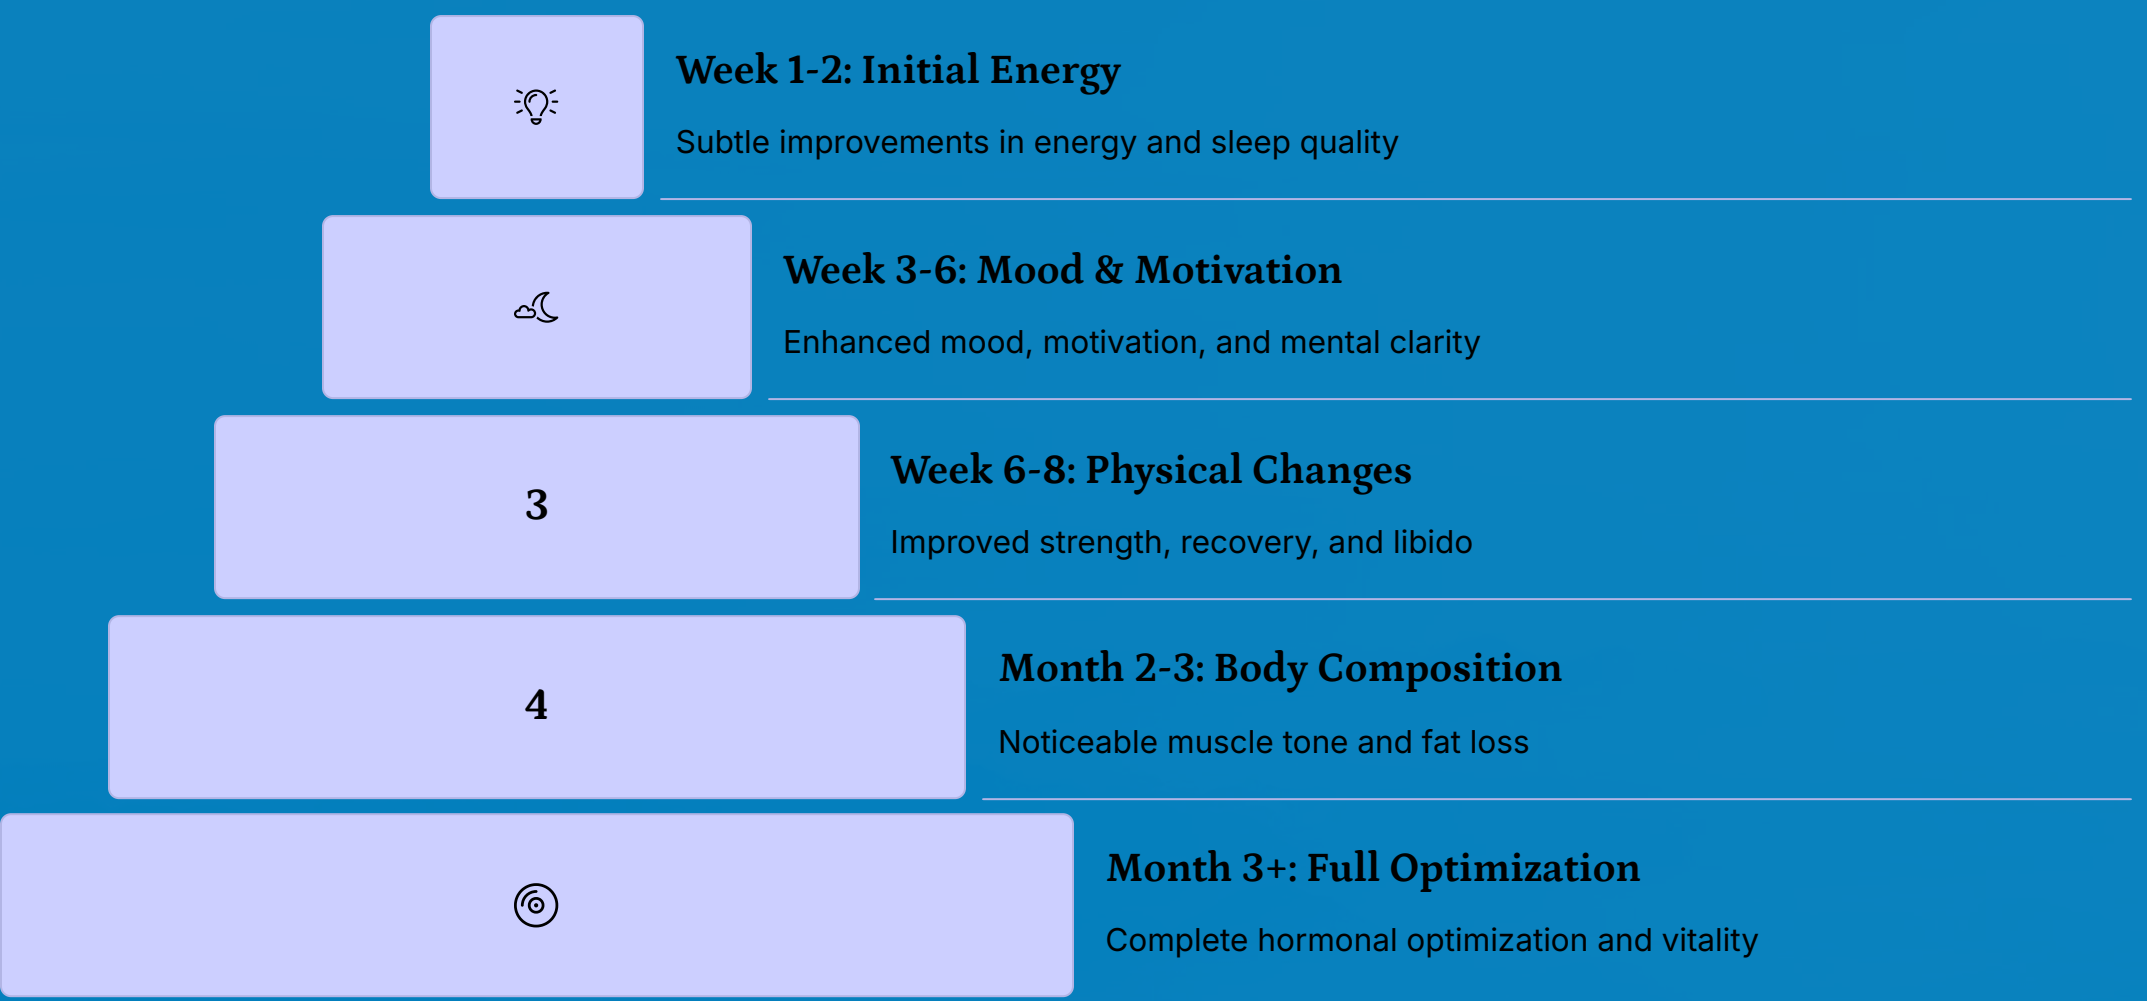 Week 1-2: Initial Energy
Subtle improvements in energy and sleep quality
Week 3-6: Mood & Motivation
Enhanced mood, motivation, and mental clarity
3
Week 6-8: Physical Changes
Improved strength, recovery, and libido
4
Month 2-3: Body Composition
Noticeable muscle tone and fat loss
Month 3+: Full Optimization
Complete hormonal optimization and vitality